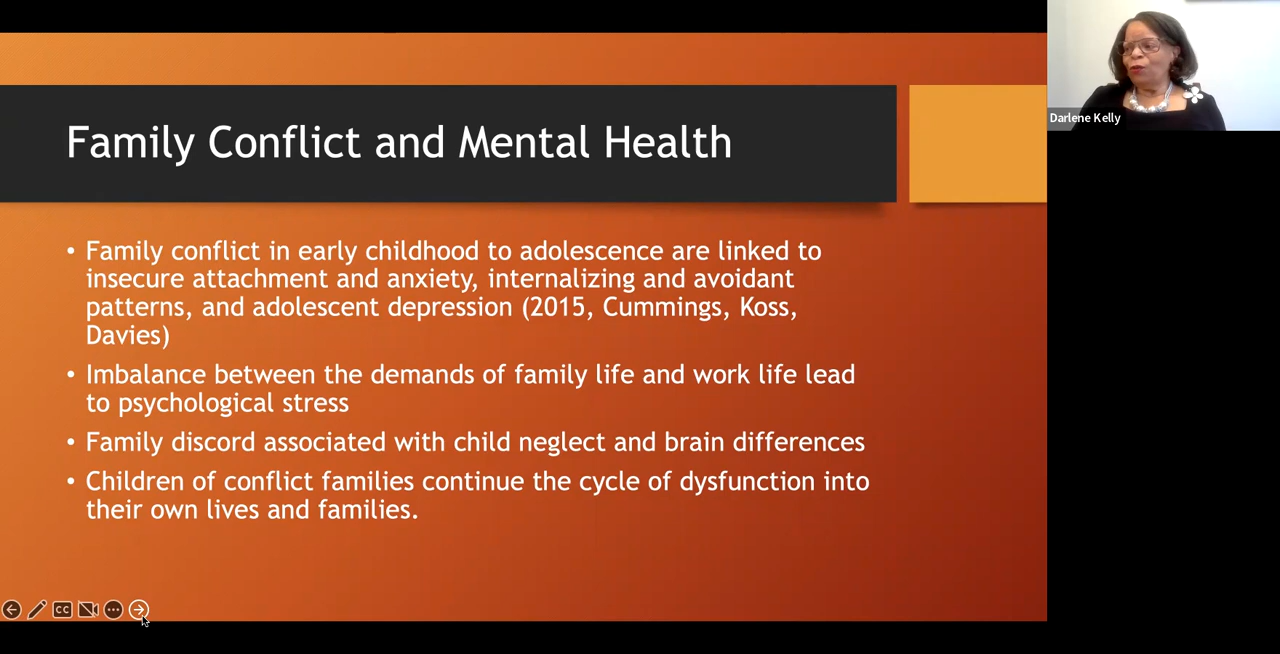 Family Conflict and Mental Health
• Family conflict in early childhood to adolescence are linked to
insecure attachment and anxiety, internalizing and avoidant
patterns, and adolescent depression (2015, Cummings, Koss,
Davies)
• Imbalance between the demands of family life and work life lead
to psychological stress
• Family discord associated with child neglect and brain differences
• Children of conflict families continue the cycle of dysfunction into
their own lives and families.
Darlene Kelly
CC